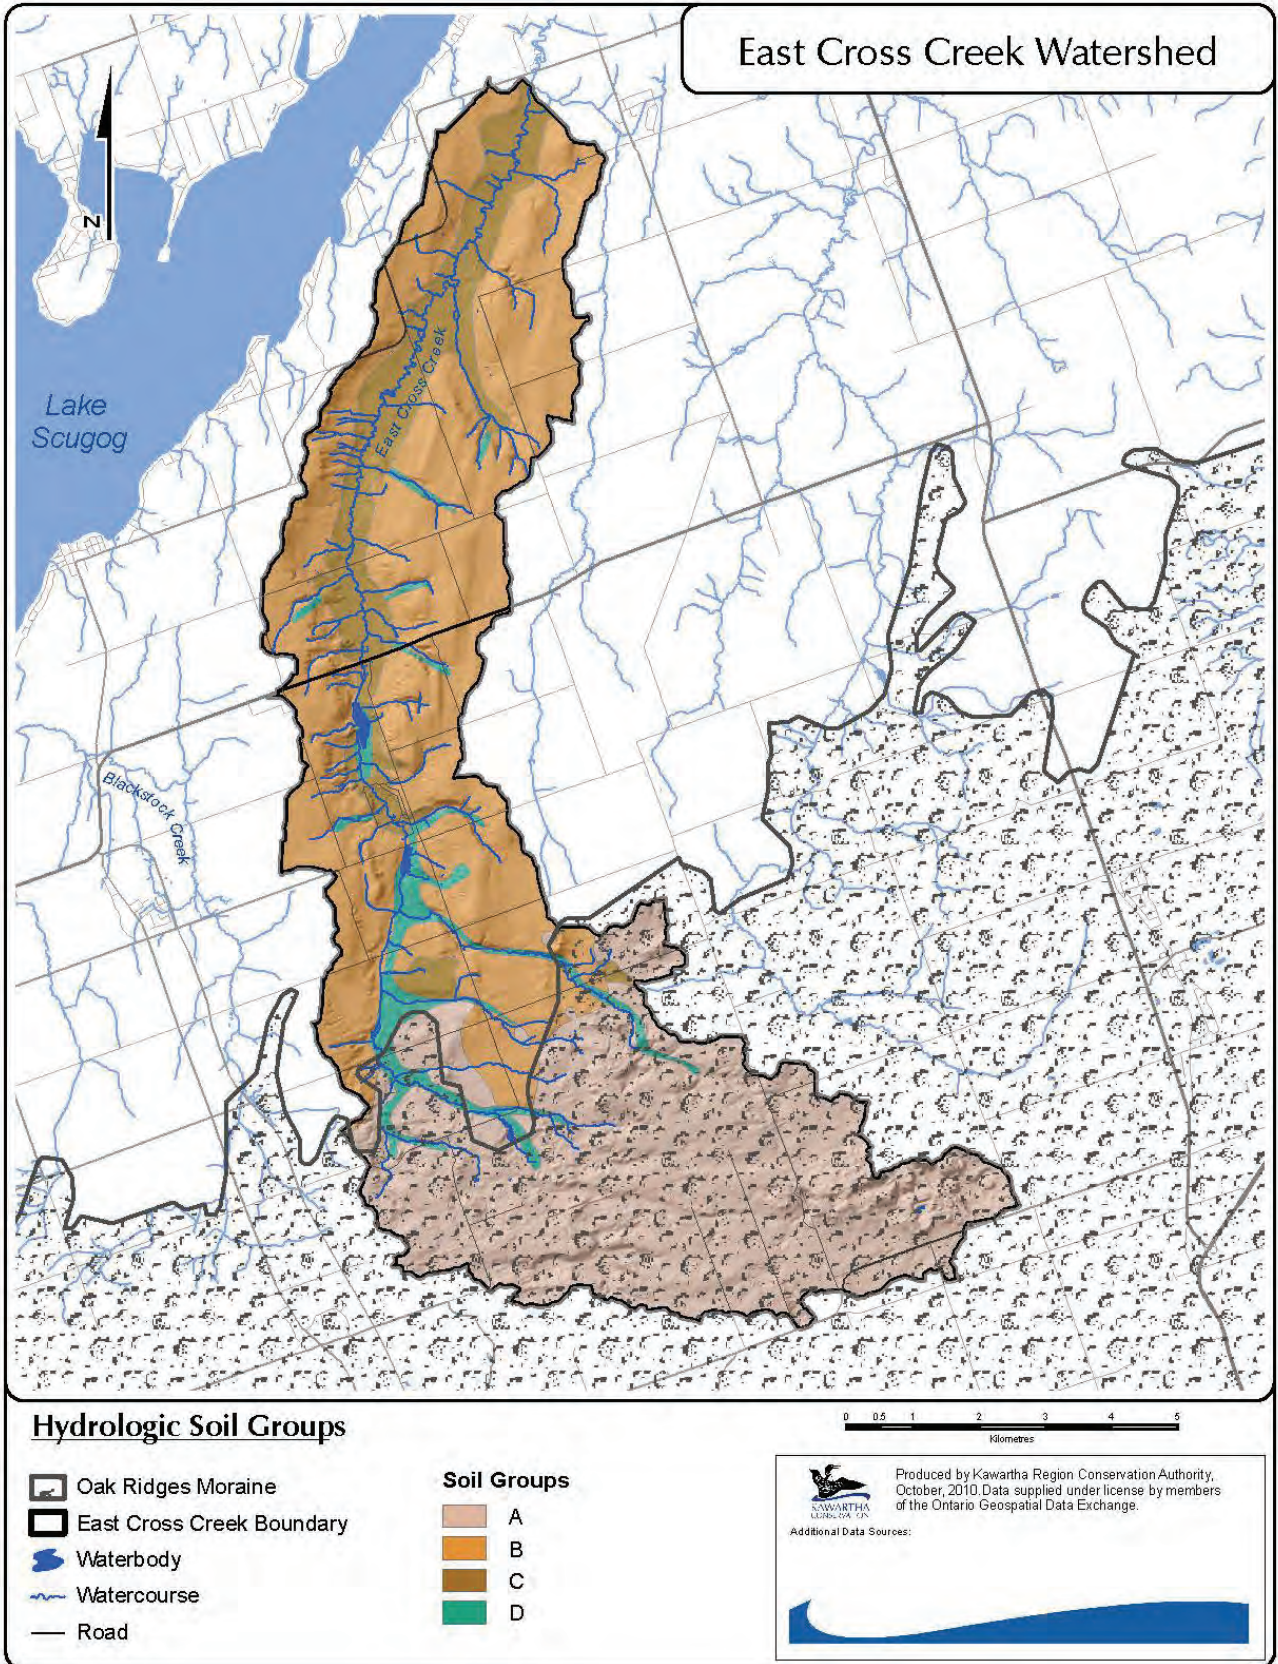 East Cross Creek Watershed
N
Lake
Scugog
East Cross Creek
Blackstock Creek
Hydrologic Soil Groups
Oak Ridges Moraine
East Cross Creek Boundary
Waterbody
Watercourse
Road
Soil Groups
A
B
C
D
0 0.5 1 2 3 4 5
Kilometres
KAWARTHA
CONSERVATION
Produced by Kawartha Region Conservation Authority,
October, 2010. Data supplied under license by members
of the Ontario Geospatial Data Exchange.
Additional Data Sources: